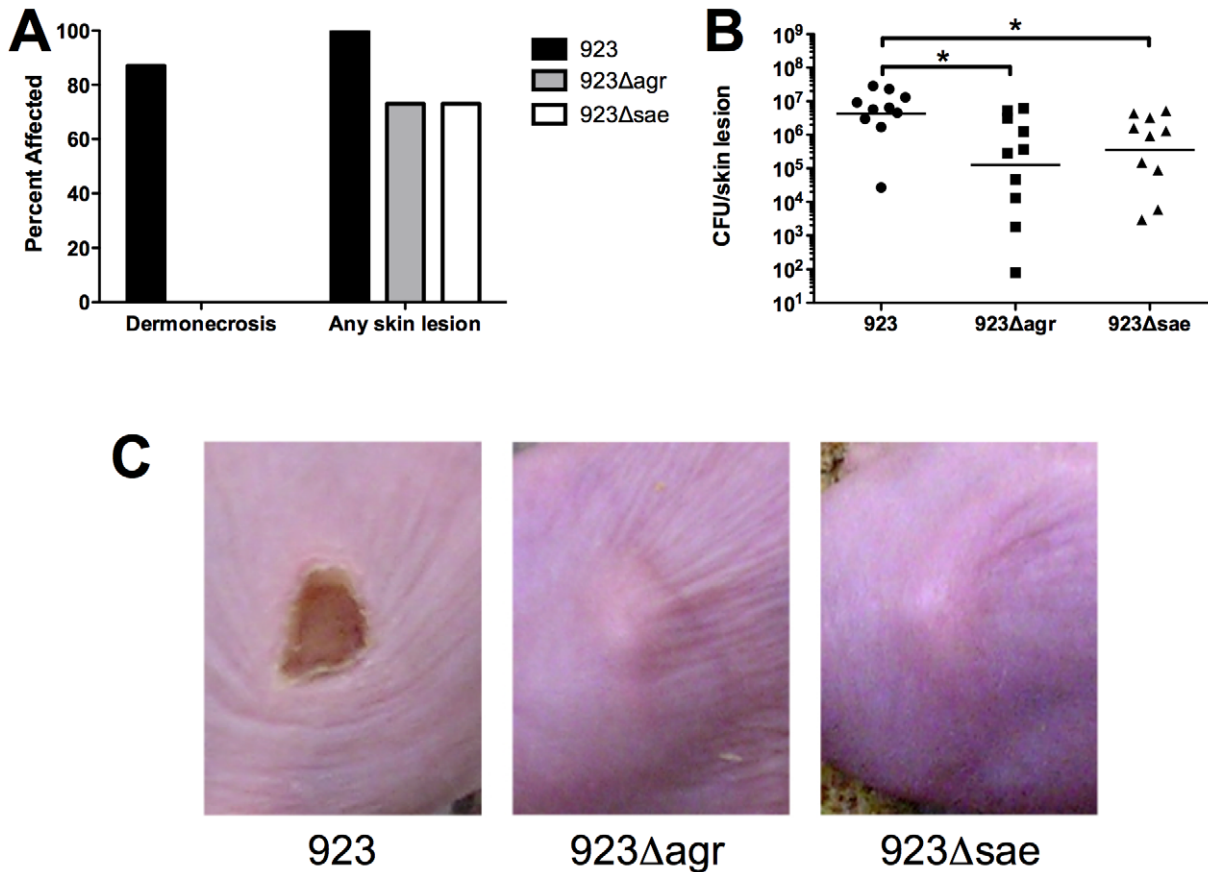 A
Percent Affected
100
80
60
40
20
0
Dermonecrosis
Any skin lesion
923
923Δagr
923Δsae
B
CFU/skin lesion
10⁹
10⁸
10⁷
10⁶
10⁵
10⁴
10³
10²
10¹
*
*
923
923Δagr
923Δsae
C
923
923Δagr
923Δsae